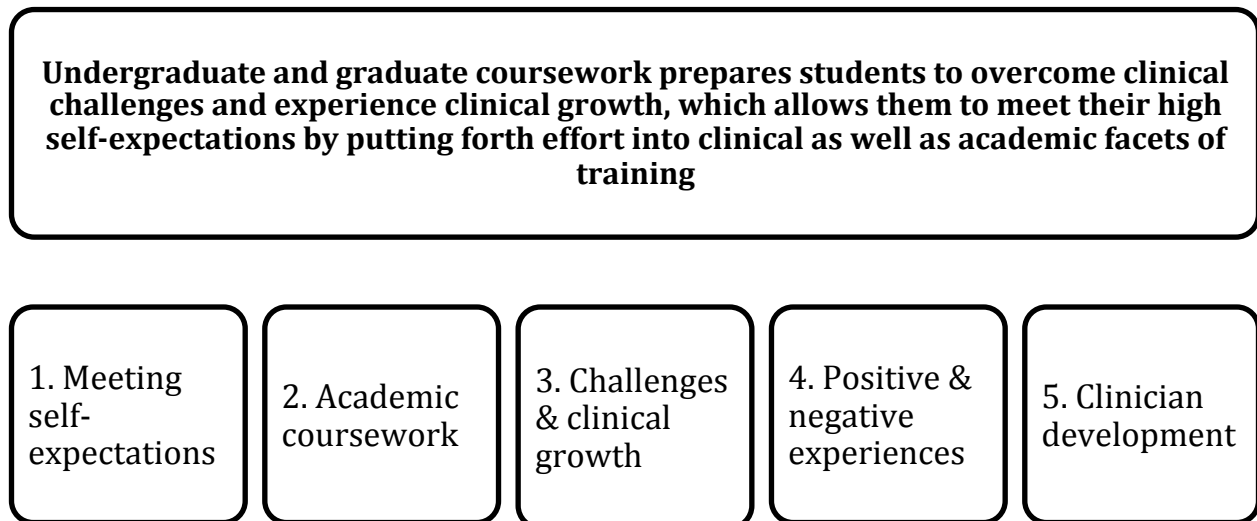 Undergraduate and graduate coursework prepares students to overcome clinical
challenges and experience clinical growth, which allows them to meet their high
self-expectations by putting forth effort into clinical as well as academic facets of
training
1. Meeting
self-
expectations
2. Academic
coursework
3. Challenges
& clinical
growth
4. Positive &
negative
experiences
5. Clinician
development